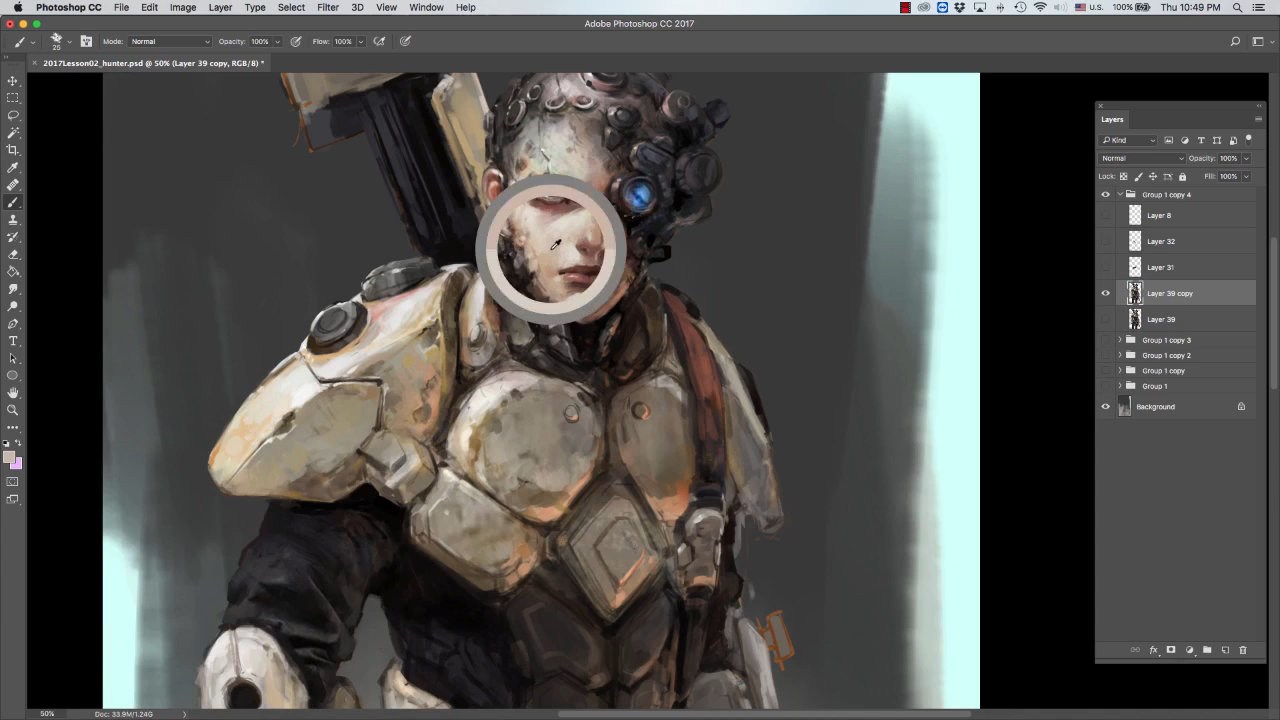 Photoshop CC File Edit Image Layer Type Select Filter 3D View Window Help U.S. 100% Thu 10:49 PM
Adobe Photoshop CC 2017
25 Mode: Normal Opacity: 100% Flow: 100%
2017Lesson02_hunter.psd @ 50% (Layer 39 copy, RGB/8) *
Layers
Kind
Normal Opacity: 100%
Lock: Fill: 100%
Group 1 copy 4
Layer 8
Layer 32
Layer 31
Layer 39 copy
Layer 39
Group 1 copy 3
Group 1 copy 2
Group 1 copy
Group 1
Background
50% Doc: 33.9M/1.24G